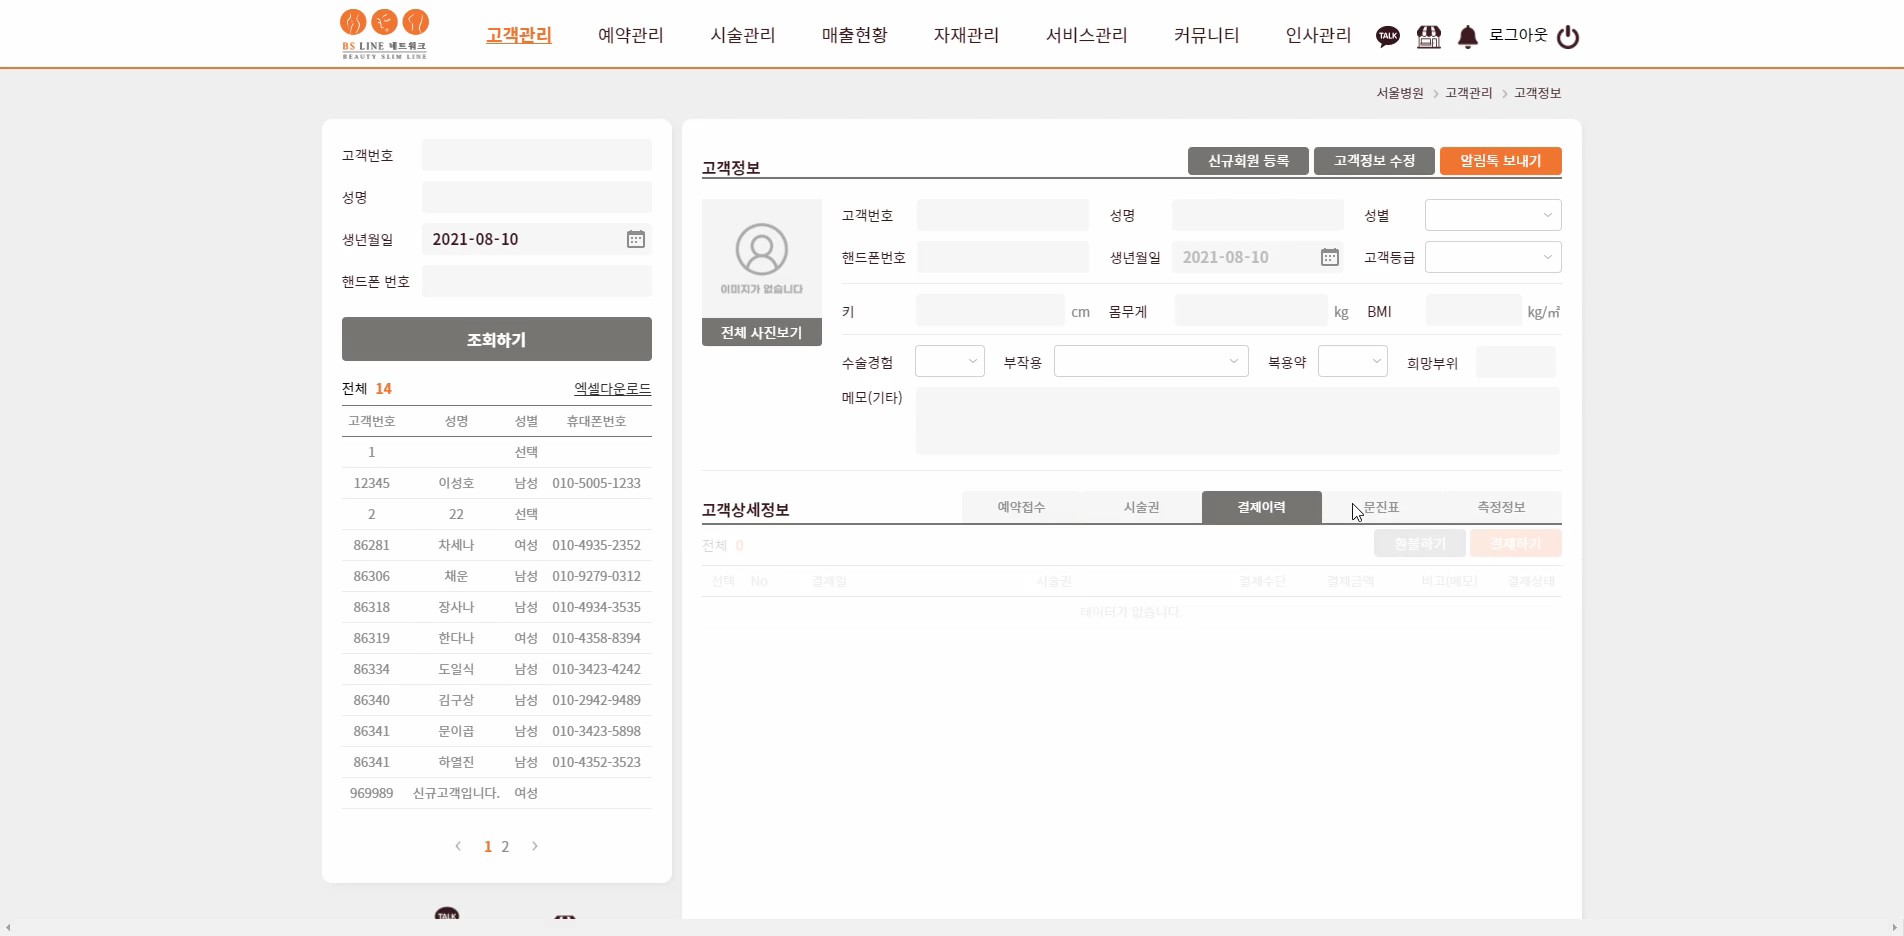 BS LINE 네트워크
BEAUTY SLIM LINE
고객관리 예약관리 시술관리 매출현황 자재관리 서비스관리 커뮤니티 인사관리 TALK 로그아웃
서울병원 > 고객관리 > 고객정보
고객번호
성명
생년월일 2021-08-10
핸드폰 번호
조회하기
전체 14 엑셀다운로드
고객번호 성명 성별 휴대폰번호
1 선택
12345 이성호 남성 010-5005-1233
2 22 선택
86281 차세나 여성 010-4935-2352
86306 채운 남성 010-9279-0312
86318 장사나 남성 010-4934-3535
86319 한다나 여성 010-4358-8394
86334 도일식 남성 010-3423-4242
86340 김구상 남성 010-2942-9489
86341 문이곱 남성 010-3423-5898
86341 하열진 남성 010-4352-3523
969989 신규고객입니다. 여성
< 1 2 >
TALK
고객정보 신규회원 등록 고객정보 수정 알림톡 보내기
이미지가 없습니다
전체 사진보기
고객번호 성명 성별
핸드폰번호 생년월일 2021-08-10 고객등급
키 cm 몸무게 kg BMI kg/㎡
수술경험 부작용 복용약 희망부위
메모(기타)
고객상세정보 예약접수 시술권 결제이력 문진표 측정정보
전체 0 환불하기 결제하기
선택 No 결제일 시술권 결제수단 결제금액 비고(메모) 결제상태
데이터가 없습니다.